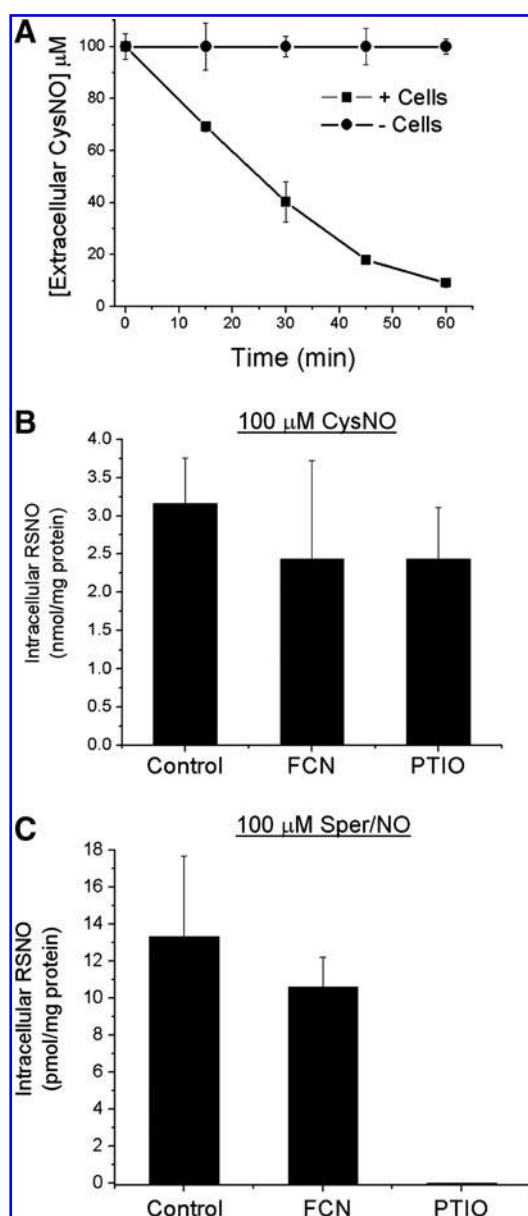 A
[Extracellular CysNO] μM
100
80
60
40
20
0
+ Cells
- Cells
0 10 20 30 40 50 60
Time (min)
B
100 μM CysNO
Intracellular RSNO
(nmol/mg protein)
4.0
3.5
3.0
2.5
2.0
1.5
1.0
0.5
0.0
Control FCN PTIO
C
100 μM Sper/NO
Intracellular RSNO
(pmol/mg protein)
18
16
14
12
10
8
6
4
2
0
Control FCN PTIO